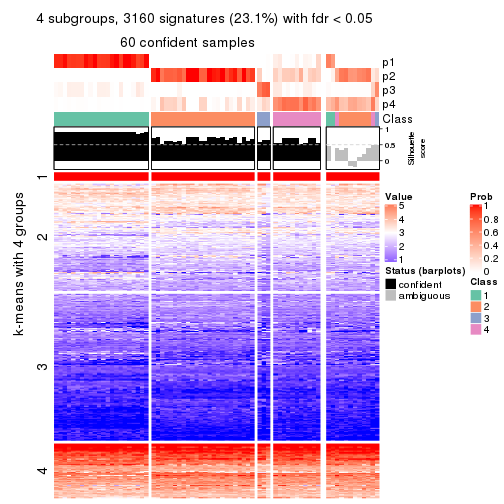 4 subgroups, 3160 signatures (23.1%) with fdr < 0.05
60 confident samples
p1
p2
p3
p4
Class
1
0.5
0
Silhouette
score
k-means with 4 groups
1
2
3
4
Value
5
4
3
2
1
Status (barplots)
confident
ambiguous
Prob
1
0.8
0.6
0.4
0.2
0
Class
1
2
3
4